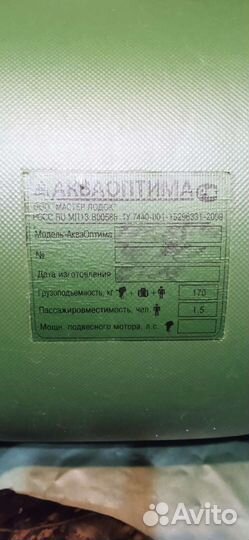 АКВАОПТИМА
ООО "МАСТЕР ЛОДОК"
РОСС RU МП13.В00565 ТУ 7440-001-15296331-2009
Модель-АкваОптима
№
Дата изготовления
Грузоподъемность, кг + + 170
Пассажировместимость, чел. 1.5
Мощн. подвесного мотора, л.с.
Avito